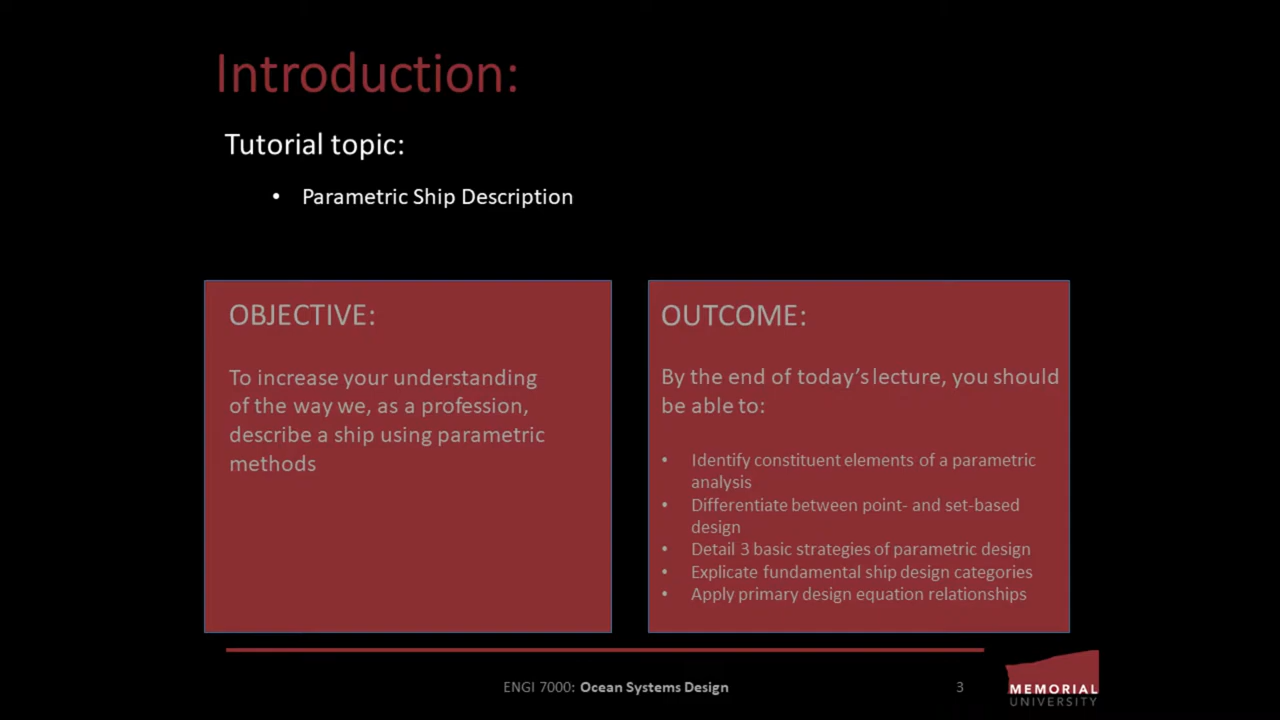 Introduction:
Tutorial topic:
• Parametric Ship Description
OBJECTIVE:
To increase your understanding
of the way we, as a profession,
describe a ship using parametric
methods
OUTCOME:
By the end of today’s lecture, you should
be able to:
• Identify constituent elements of a parametric
analysis
• Differentiate between point- and set-based
design
• Detail 3 basic strategies of parametric design
• Explicate fundamental ship design categories
• Apply primary design equation relationships
ENGI 7000: Ocean Systems Design
3
MEMORIAL
UNIVERSITY